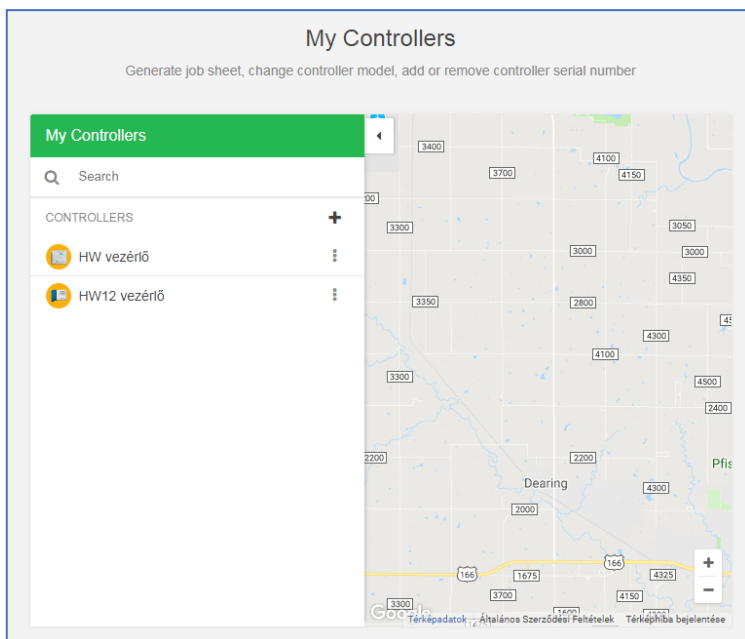 My Controllers
Generate job sheet, change controller model, add or remove controller serial number
My Controllers
Search
CONTROLLERS
HW vezérlő
HW12 vezérlő
3400
4100
3700
4150
3300
3050
3000
3000
4350
3350
2800
4300
4100
3300
4500
2400
2200
2200
Pfis
Dearing
4300
2000
166
166
1675
4325
3700
4150
3300
Google
Térképadatok
Általános Szerződési Feltételek
Térképhiba bejelentése